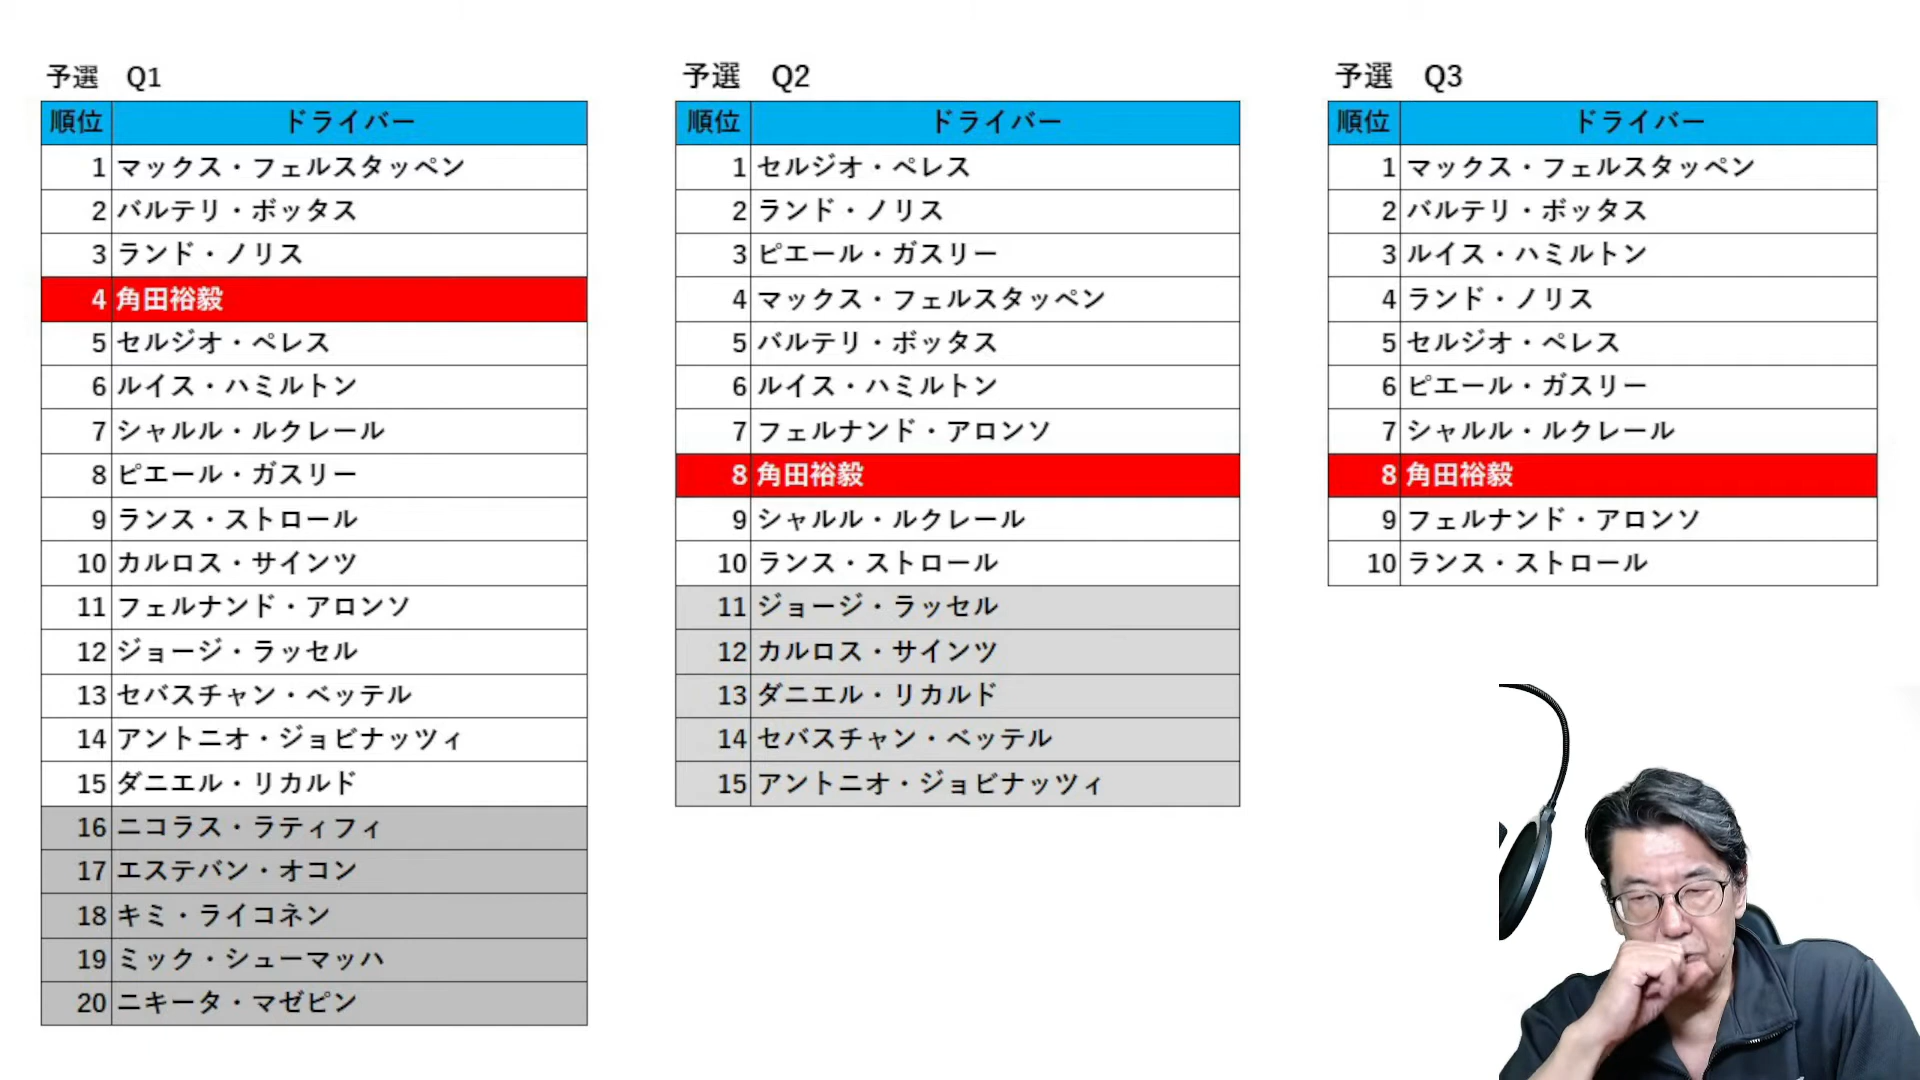 予選 Q1
順位 ドライバー
1 マックス・フェルスタッペン
2 バルテリ・ボッタス
3 ランド・ノリス
4 角田裕毅
5 セルジオ・ペレス
6 ルイス・ハミルトン
7 シャルル・ルクレール
8 ピエール・ガスリー
9 ランス・ストロール
10 カルロス・サインツ
11 フェルナンド・アロンソ
12 ジョージ・ラッセル
13 セバスチャン・ベッテル
14 アントニオ・ジョビナッツィ
15 ダニエル・リカルド
16 ニコラス・ラティフィ
17 エステバン・オコン
18 キミ・ライコネン
19 ミック・シューマッハ
20 ニキータ・マゼピン
予選 Q2
順位 ドライバー
1 セルジオ・ペレス
2 ランド・ノリス
3 ピエール・ガスリー
4 マックス・フェルスタッペン
5 バルテリ・ボッタス
6 ルイス・ハミルトン
7 フェルナンド・アロンソ
8 角田裕毅
9 シャルル・ルクレール
10 ランス・ストロール
11 ジョージ・ラッセル
12 カルロス・サインツ
13 ダニエル・リカルド
14 セバスチャン・ベッテル
15 アントニオ・ジョビナッツィ
予選 Q3
順位 ドライバー
1 マックス・フェルスタッペン
2 バルテリ・ボッタス
3 ルイス・ハミルトン
4 ランド・ノリス
5 セルジオ・ペレス
6 ピエール・ガスリー
7 シャルル・ルクレール
8 角田裕毅
9 フェルナンド・アロンソ
10 ランス・ストロール